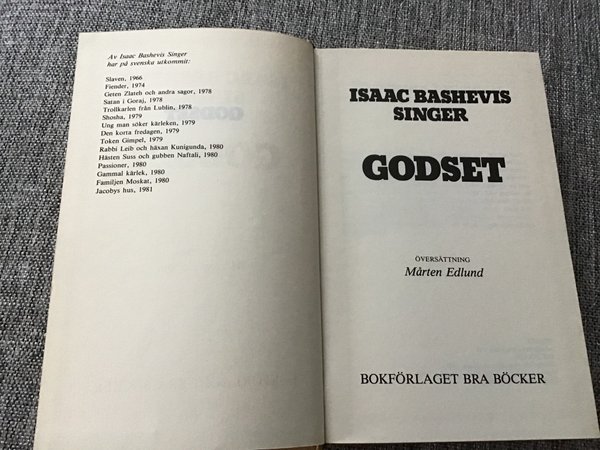 Av Isaac Bashevis Singer
har på svenska utkommit:
Slaven, 1966
Fiender, 1974
Geten Zlateh och andra sagor, 1978
Satan i Goraj, 1978
Trollkarlen från Lublin, 1978
Shosha, 1979
Ung man söker kärleken, 1979
Den korta fredagen, 1979
Token Gimpel, 1979
Rabbi Leib och häxan Kunigunda, 1980
Hästen Suss och gubben Naftali, 1980
Passioner, 1980
Gammal kärlek, 1980
Familjen Moskat, 1980
Jacobys hus, 1981
ISAAC BASHEVIS
SINGER
GODSET
ÖVERSÄTTNING
Mårten Edlund
BOKFÖRLAGET BRA BÖCKER